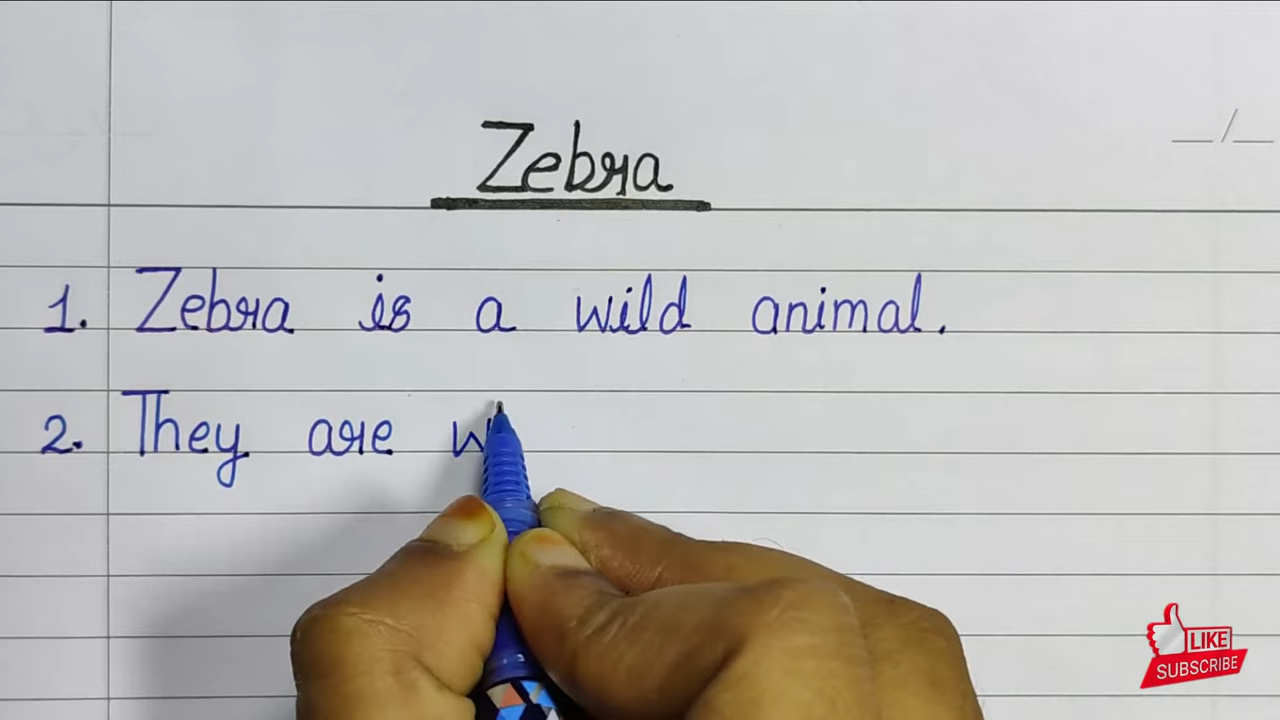 Zebra
1. Zebra is a wild animal.
2. They are w
LIKE
SUBSCRIBE